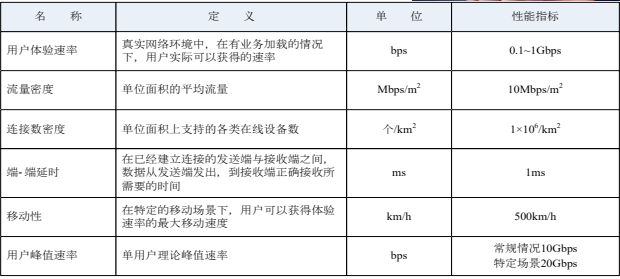 名 称 定 义 单 位 性能指标
用户体验速率 真实网络环境中，在有业务加载的情况 bps 0.1~1Gbps
下，用户实际可以获得的速率
流量密度 单位面积的平均流量 Mbps/m² 10Mbps/m²
连接数密度 单位面积上支持的各类在线设备数 个/km² 1×10⁶/km²
在已经建立连接的发送端与接收端之间，
端- 端延时 数据从发送端发出，到接收端正确接收所 ms 1ms
需要的时间
移动性 在特定的移动场景下，用户可以获得体验 km/h 500km/h
速率的最大移动速度
用户峰值速率 单用户理论峰值速率 bps 常规情况10Gbps
特定场景20Gbps